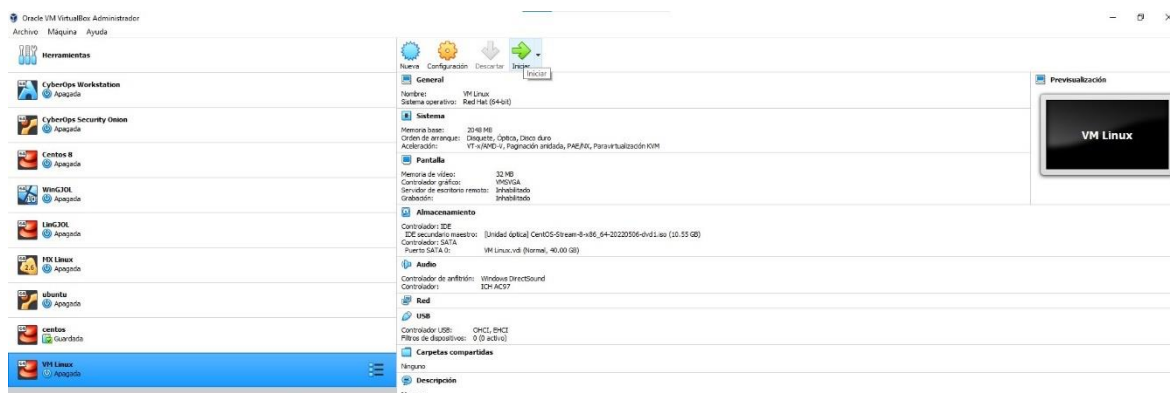 Oracle VM VirtualBox Administrador
Archivo Máquina Ayuda
Herramientas
CyberOps Workstation
Apagada
CyberOps Security Onion
Apagada
Centos 8
Apagada
WinGJOL
Apagada
LinGJOL
Apagada
MX Linux
Apagada
ubuntu
Apagada
centos
Guardada
VM Linux
Apagada
Nueva Configuración Descartar Iniciar
Iniciar
General
Nombre: VM Linux
Sistema operativo: Red Hat (64-bit)
Sistema
Memoria base: 2048 MB
Orden de arranque: Disquete, Óptica, Disco duro
Aceleración: VT-x/AMD-V, Paginación anidada, PAE/NX, Paravirtualización KVM
Pantalla
Memoria de vídeo: 32 MB
Controlador gráfico: VMSVGA
Servidor de escritorio remoto: Inhabilitado
Grabación: Inhabilitado
Almacenamiento
Controlador: IDE
IDE secundario maestro: [Unidad óptica] CentOS-Stream-8-x86_64-20220506-dvd1.iso (10.55 GB)
Controlador: SATA
Puerto SATA 0: VM Linux.vdi (Normal, 40.00 GB)
Audio
Controlador de anfitrión: Windows DirectSound
Controlador: ICH AC97
Red
USB
Controlador USB: OHCI, EHCI
Filtros de dispositivos: 0 (0 activo)
Carpetas compartidas
Ninguno
Descripción
Previsualización
VM Linux